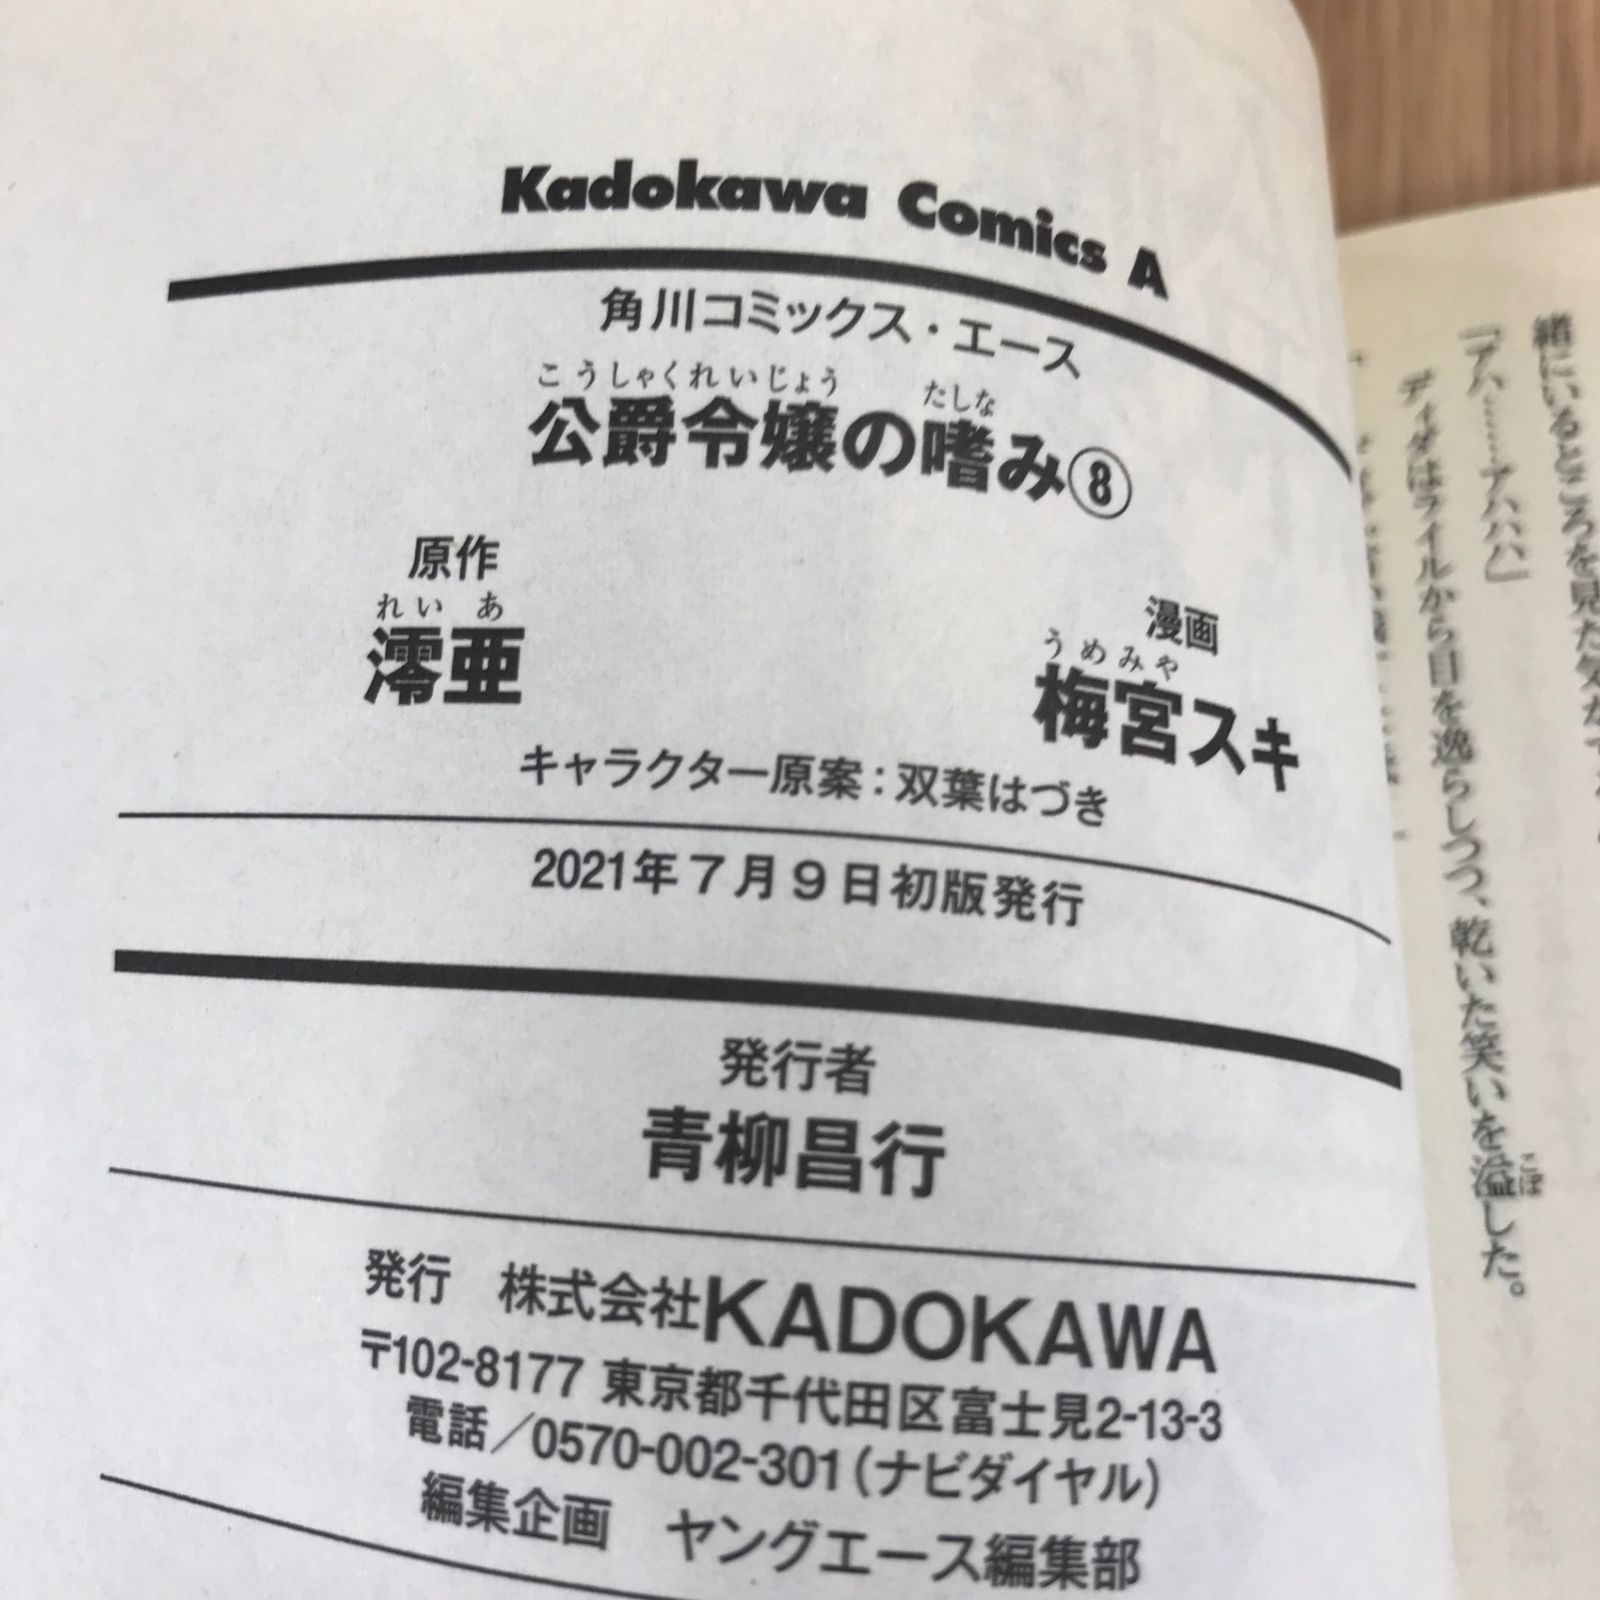 Kadokawa Comics A
角川コミックス・エース
こうしゃくれいじょう たしな
公爵令嬢の嗜み⑧
原作
れいあ
澪亜
漫画
うめみや
梅宮スキ
キャラクター原案：双葉はづき
2021年７月９日初版発行
発行者
青柳昌行
発行 株式会社KADOKAWA
〒102-8177 東京都千代田区富士見2-13-3
電話／0570-002-301（ナビダイヤル）
編集企画 ヤングエース編集部
緒にいるところを見た気が
「アハ……アハハハ」
ディダはライルから目を逸らしつつ、乾いた笑いを溢した。
こぼ